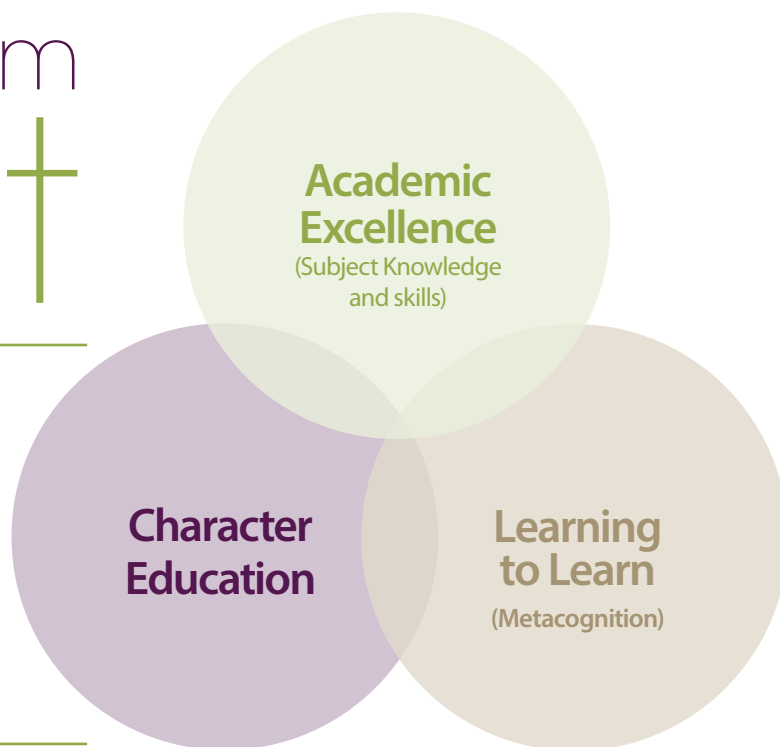 m
t
Academic
Excellence
(Subject Knowledge
and skills)
Character
Education
Learning
to Learn
(Metacognition)